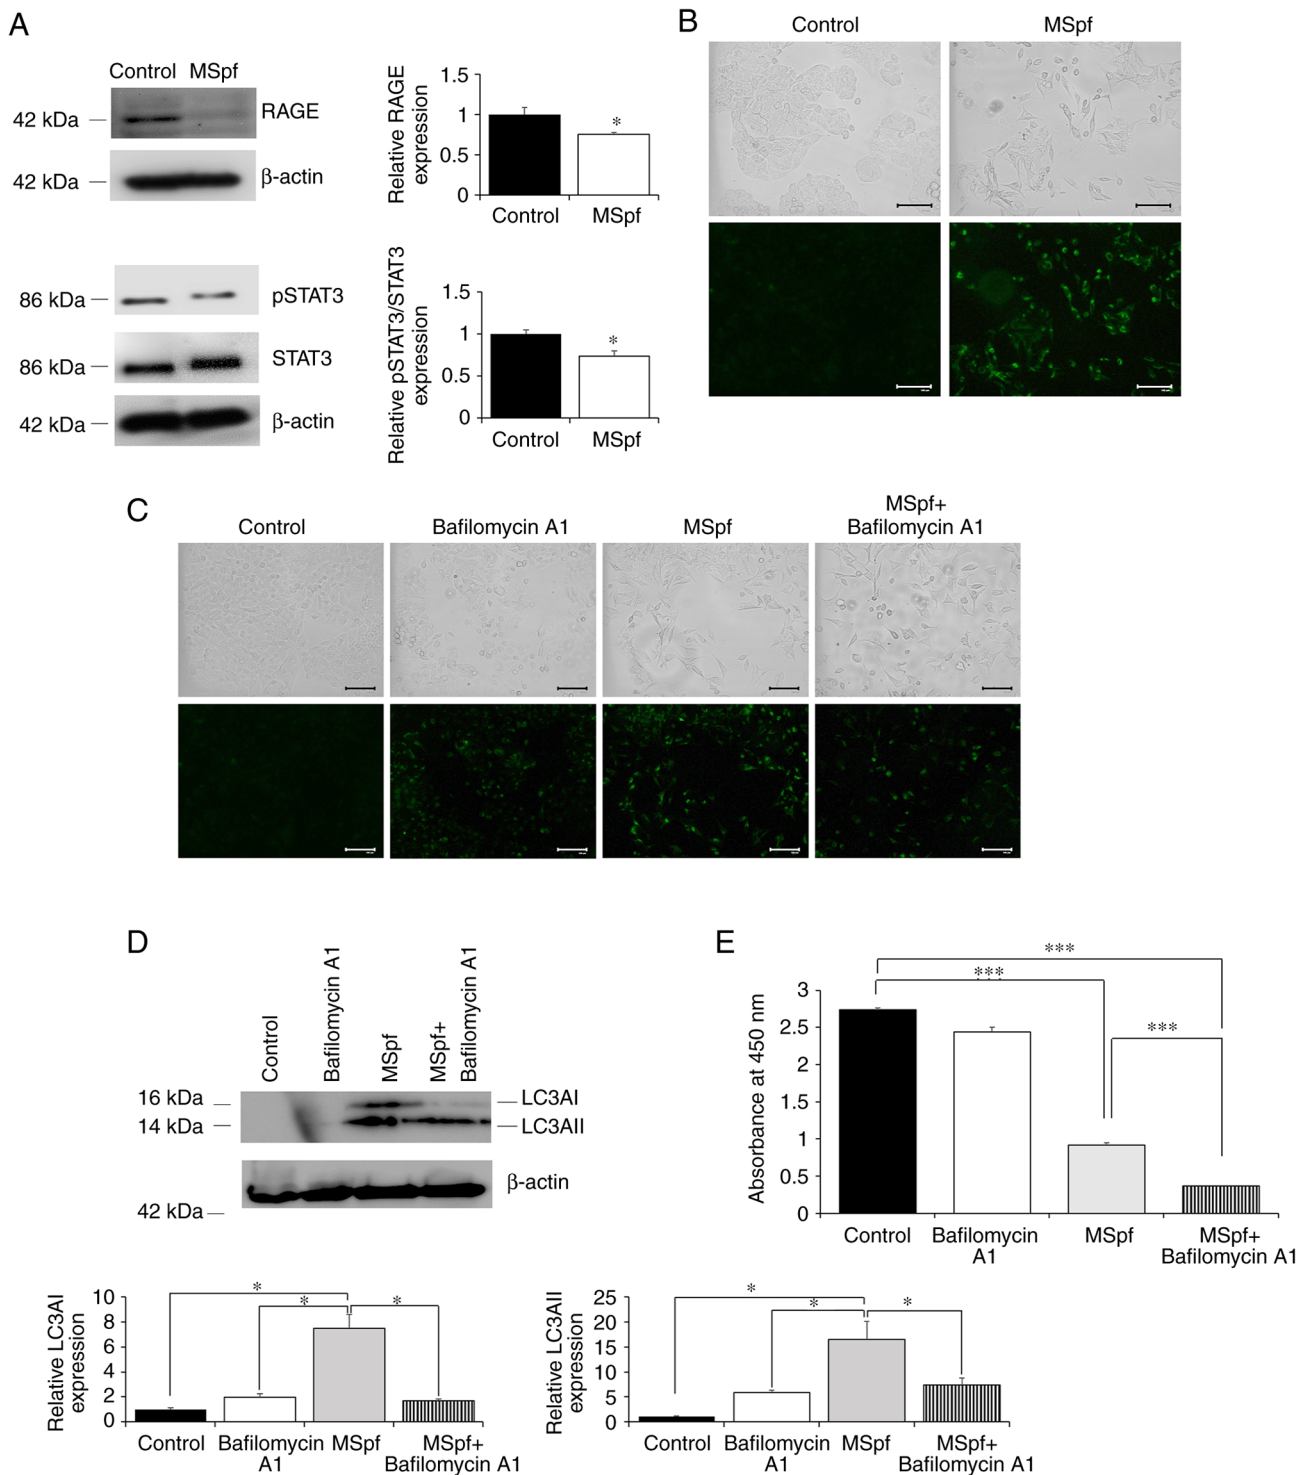 A
Control MSpf
42 kDa
RAGE
42 kDa
β-actin
Relative RAGE
expression
1.5
1
0.5
0
*
Control
MSpf
86 kDa
pSTAT3
86 kDa
STAT3
42 kDa
β-actin
Relative pSTAT3/STAT3
expression
1.5
1
0.5
0
*
Control
MSpf
B
Control
MSpf
C
Control
Bafilomycin A1
MSpf
MSpf+
Bafilomycin A1
D
Control
Bafilomycin A1
MSpf
MSpf+
Bafilomycin A1
16 kDa
LC3AI
14 kDa
LC3AII
β-actin
42 kDa
Relative LC3AI
expression
10
8
6
4
2
0
*
*
*
Control
Bafilomycin
A1
MSpf
MSpf+
Bafilomycin A1
Relative LC3AII
expression
25
20
15
10
5
0
*
*
*
Control
Bafilomycin
A1
MSpf
MSpf+
Bafilomycin A1
E
Absorbance at 450 nm
3
2.5
2
1.5
1
0.5
0
***
***
***
Control
Bafilomycin
A1
MSpf
MSpf+
Bafilomycin A1